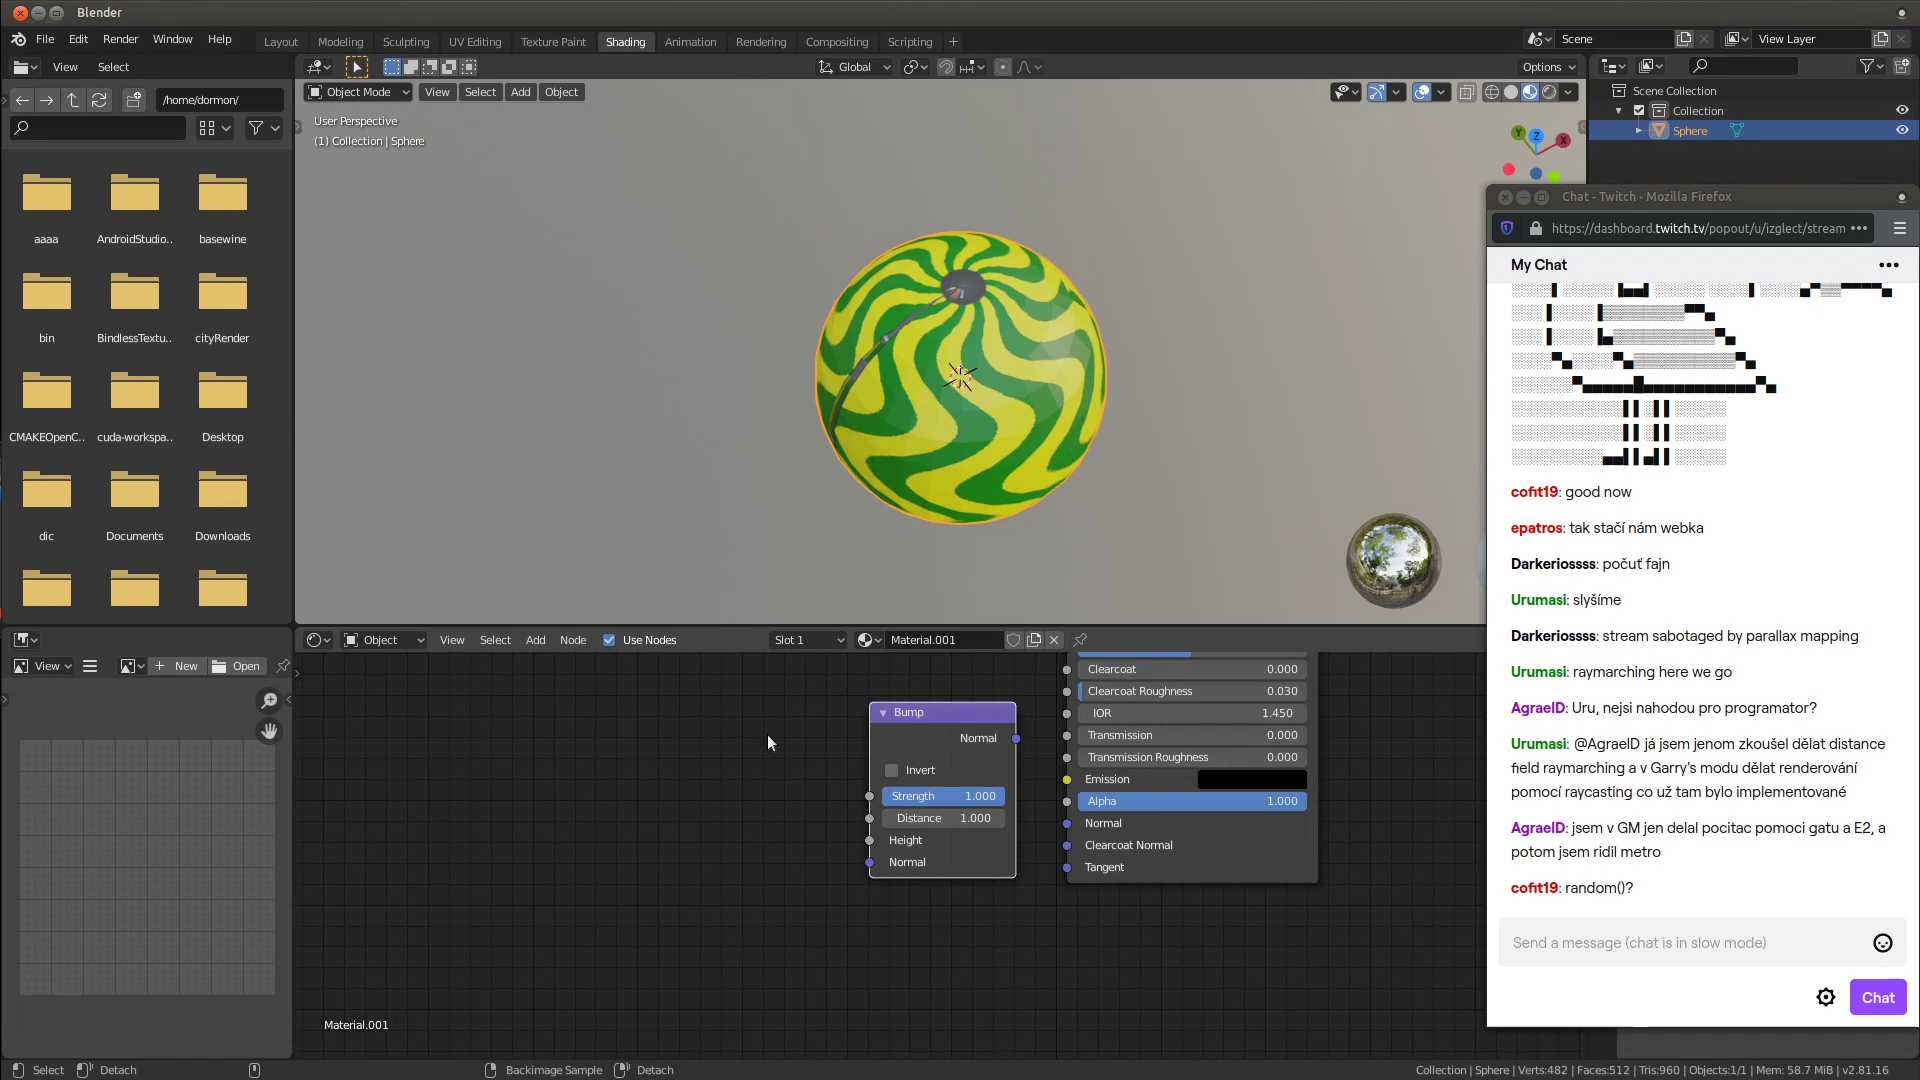 Blender
File Edit Render Window Help
Layout Modeling Sculpting UV Editing Texture Paint Shading Animation Rendering Compositing Scripting +
Scene
View Layer
View Select
Global
Options
/home/dormon/
Object Mode View Select Add Object
User Perspective
(1) Collection | Sphere
Y Z X
Scene Collection
Collection
Sphere
aaaa AndroidStudio.. basewine
bin BindlessTextu.. cityRender
CMAKEOpenC.. cuda-workspa.. Desktop
dic Documents Downloads
Chat - Twitch - Mozilla Firefox
https://dashboard.twitch.tv/popout/u/izglect/stream
My Chat
cofit19: good now
epatros: tak stačí nám webka
Darkeriossss: počuť fajn
Urumasi: slyšíme
Darkeriossss: stream sabotaged by parallax mapping
Urumasi: raymarching here we go
AgraelD: Uru, nejsi nahodou pro programator?
Urumasi: @AgraelD já jsem jenom zkoušel dělat distance
field raymarching a v Garry's modu dělat renderování
pomocí raycasting co už tam bylo implementované
AgraelD: jsem v GM jen delal pocitac pomoci gatu a E2, a
potom jsem ridil metro
cofit19: random()?
Send a message (chat is in slow mode)
Chat
View + New Open
Object View Select Add Node Use Nodes Slot 1 Material.001
Bump
Normal
Invert
Strength 1.000
Distance 1.000
Height
Normal
Clearcoat 0.000
Clearcoat Roughness 0.030
IOR 1.450
Transmission 0.000
Transmission Roughness 0.000
Emission
Alpha 1.000
Normal
Clearcoat Normal
Tangent
Material.001
Select Detach Backimage Sample Detach
Collection | Sphere | Verts:482 | Faces:512 | Tris:960 | Objects:1/1 | Mem: 58.7 MiB | v2.81.16